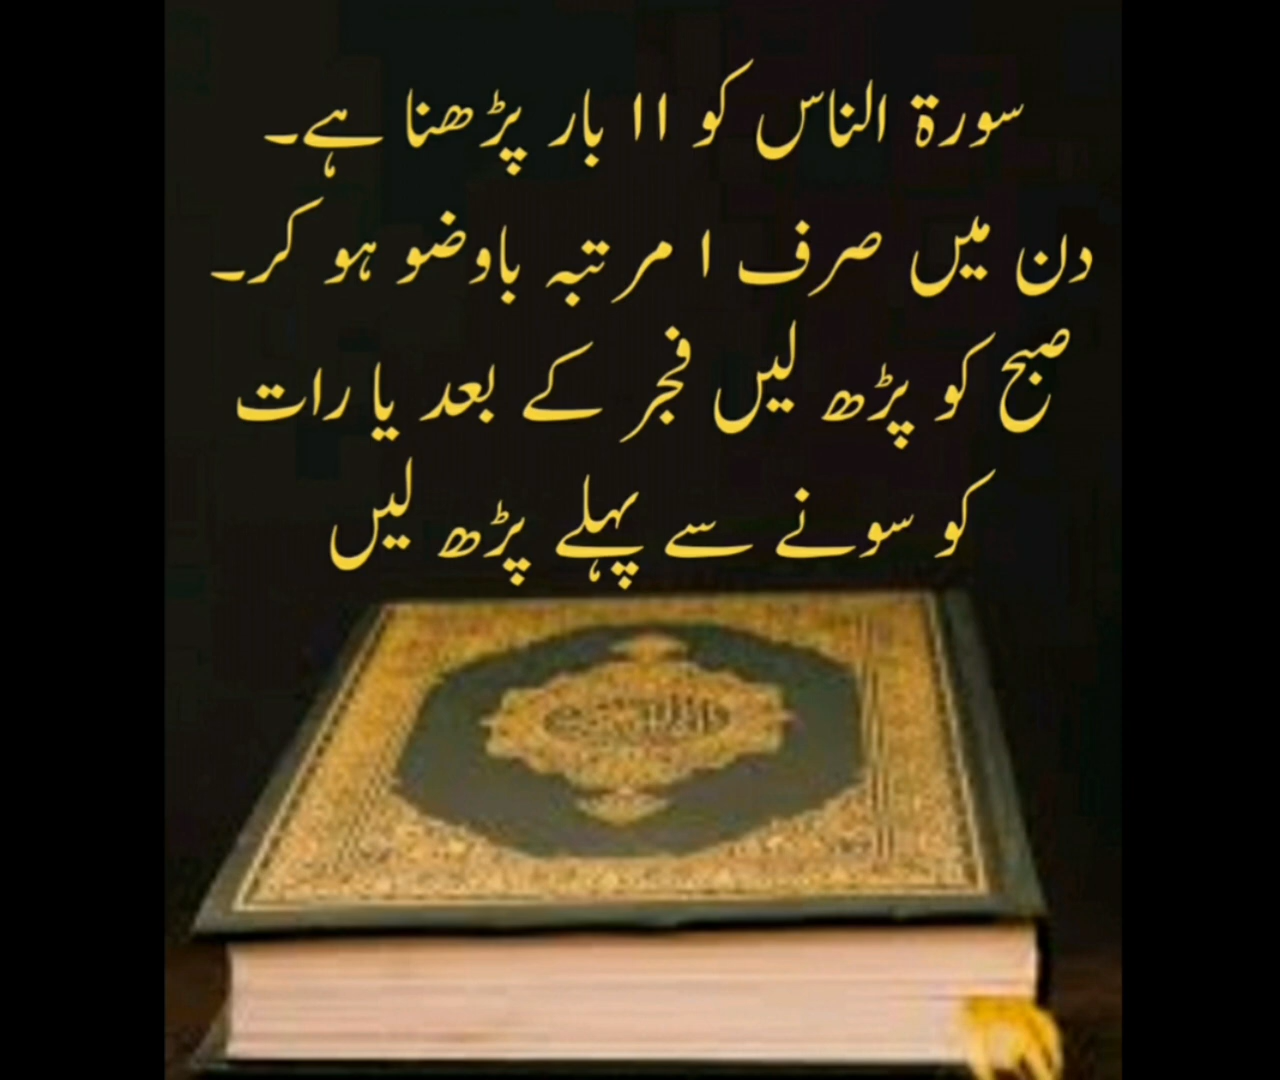 سورۃ الناس کو ۱۱ بار پڑھنا ہے۔
دن میں صرف ۱ مرتبہ باوضو ہو کر۔
صبح کو پڑھ لیں فجر کے بعد یا رات
کو سونے سے پہلے پڑھ لیں